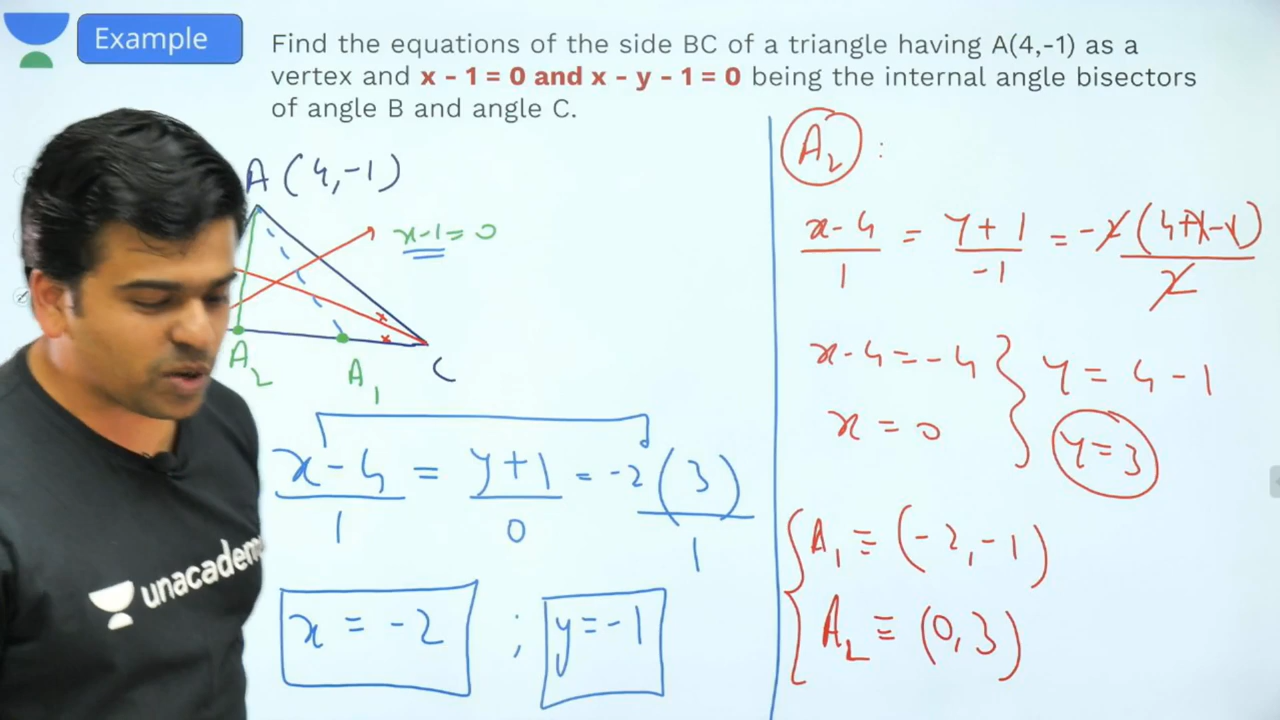 Example
Find the equations of the side BC of a triangle having A(4,-1) as a
vertex and x - 1 = 0 and x - y - 1 = 0 being the internal angle bisectors
of angle B and angle C.
A (4,-1)
x-1=0
A2
A1
C
x-4/1 = y+1/0 = -2(3)/1
x = -2 ; y=-1
A2 :
x-4/1 = y+1/-1 = -2(4+1-1)/2
x-4=-4
x = 0
y = 4-1
y=3
A1 ≡ (-2,-1)
A2 ≡ (0,3)
unacademy